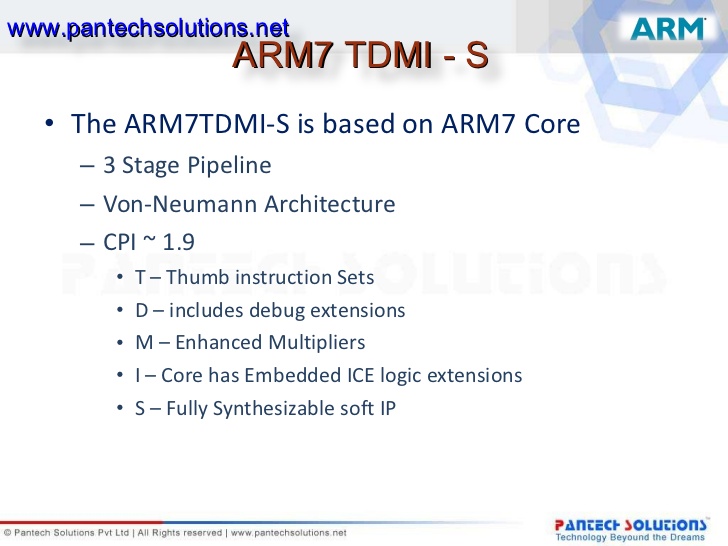 www.pantechsolutions.net
ARM
ARM7 TDMI - S
• The ARM7TDMI-S is based on ARM7 Core
– 3 Stage Pipeline
– Von-Neumann Architecture
– CPI ~ 1.9
• T – Thumb instruction Sets
• D – includes debug extensions
• M – Enhanced Multipliers
• I – Core has Embedded ICE logic extensions
• S – Fully Synthesizable soft IP
PANTECH SOLUTIONS
© Pantech Solutions Pvt Ltd | All Rights reserved | www.pantechsolutions.net
PANTECH SOLUTIONS™
Technology Beyound the Dreams